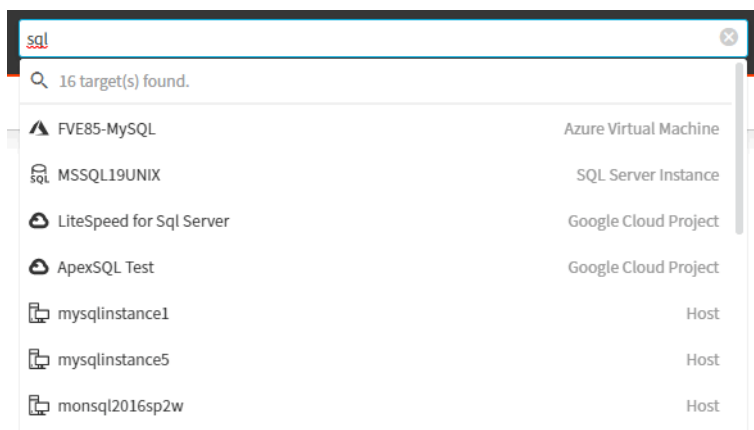 sql
16 target(s) found.
FVE85-MySQL Azure Virtual Machine
SQL MSSQL19UNIX SQL Server Instance
LiteSpeed for Sql Server Google Cloud Project
ApexSQL Test Google Cloud Project
mysqlinstance1 Host
mysqlinstance5 Host
monsql2016sp2w Host